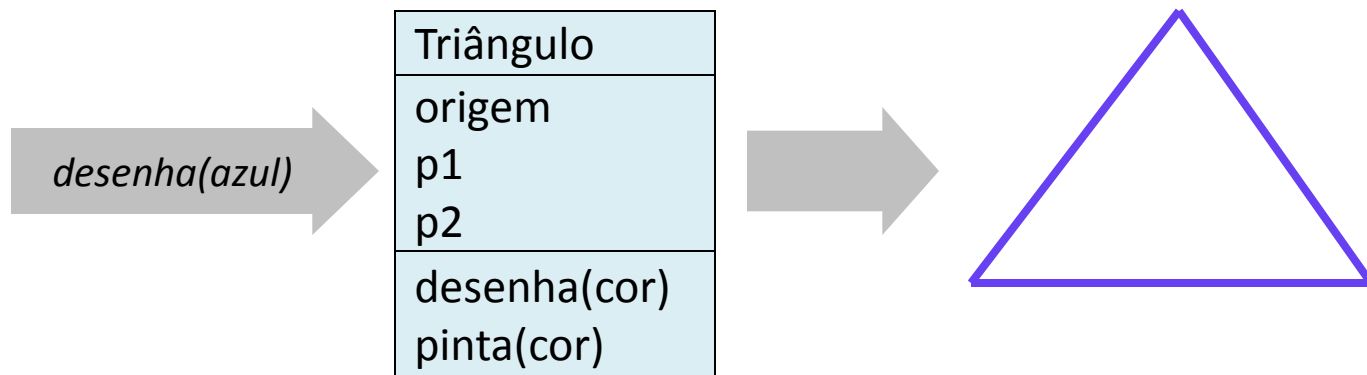 desenha(azul)
Triângulo
origem
p1
p2
desenha(cor)
pinta(cor)